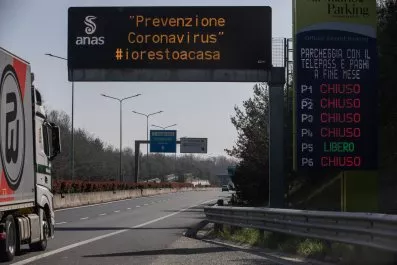 Parking
"Prevenzione
Coronavirus"
#iorestoacasa
anas
PARCHEGGIA CON IL
TELEPASS E PAGHI
A FINE MESE
P1 CHIUSO
P2 CHIUSO
P3 CHIUSO
P4 CHIUSO
P5 LIBERO
P6 CHIUSO